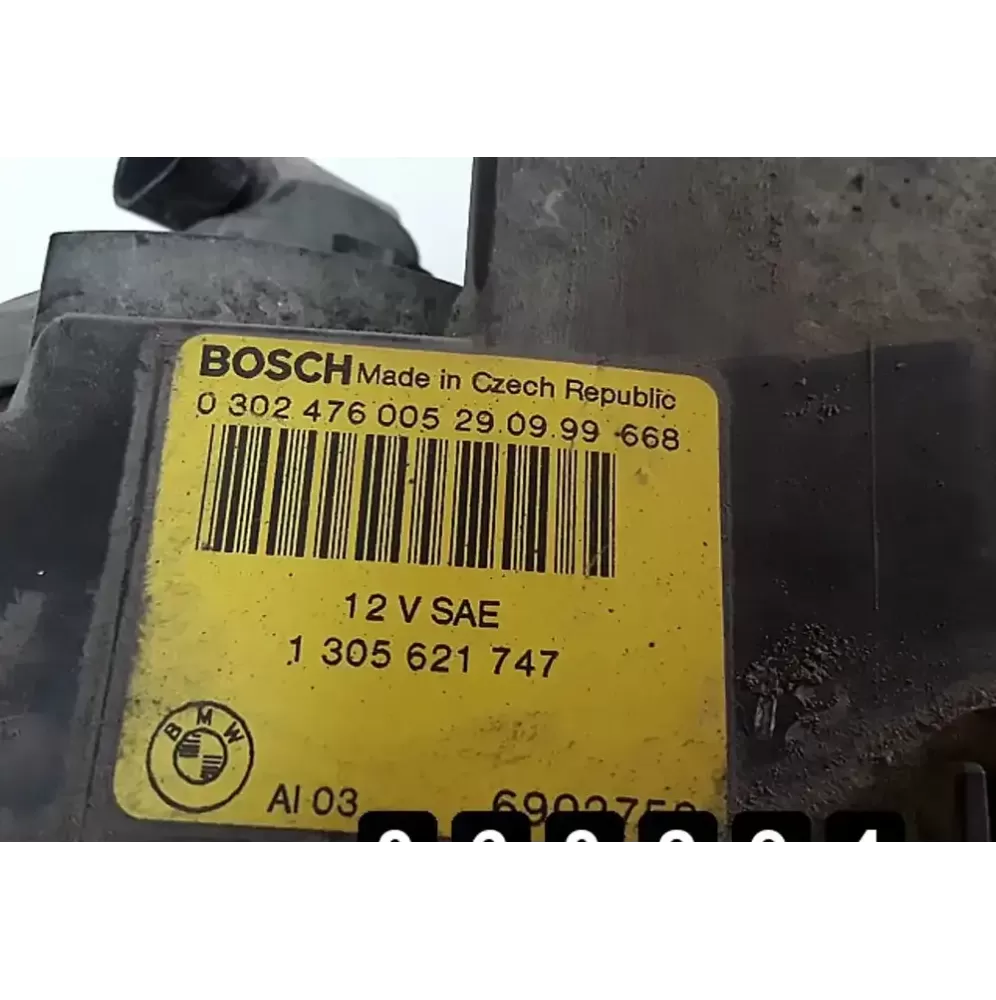 BOSCH Made in Czech Republic
0 302 476 005 29.09.99 668
12 V SAE
1 305 621 747
BMW
AI 03